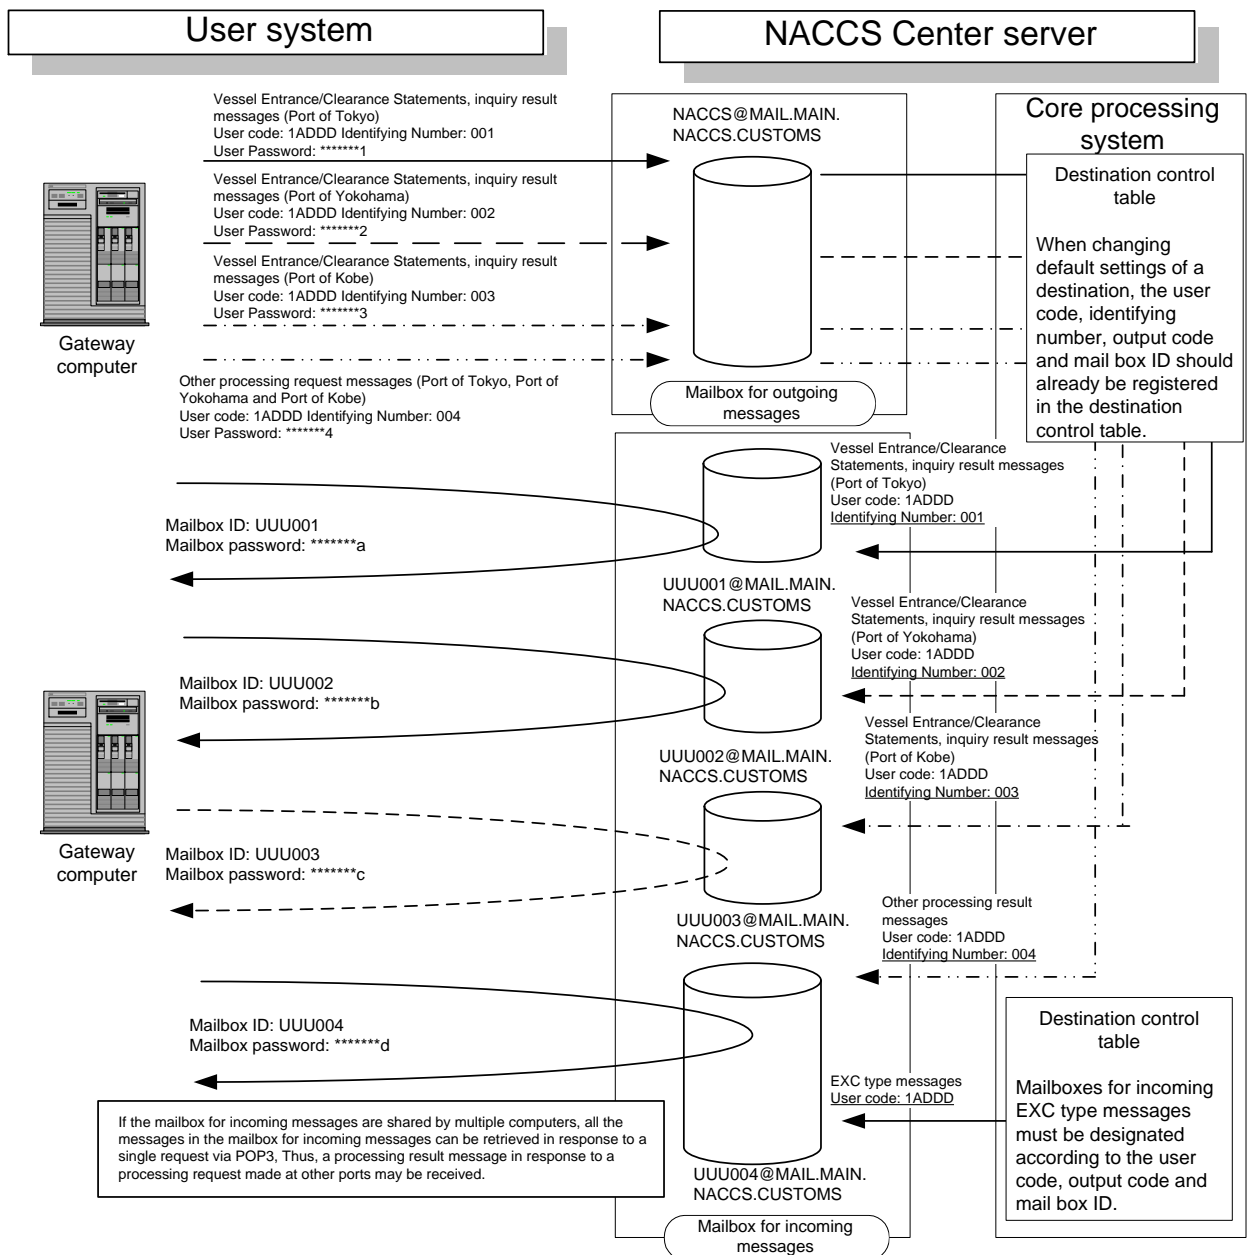 User system
NACCS Center server
Vessel Entrance/Clearance Statements, inquiry result
messages (Port of Tokyo)
User code: 1ADDD Identifying Number: 001
User Password: *******1
Vessel Entrance/Clearance Statements, inquiry result
messages (Port of Yokohama)
User code: 1ADDD Identifying Number: 002
User Password: *******2
Vessel Entrance/Clearance Statements, inquiry result
messages (Port of Kobe)
User code: 1ADDD Identifying Number: 003
User Password: *******3
Gateway
computer
Other processing request messages (Port of Tokyo, Port of
Yokohama and Port of Kobe)
User code: 1ADDD Identifying Number: 004
User Password: *******4
NACCS@MAIL.MAIN.
NACCS.CUSTOMS
Mailbox for outgoing
messages
Core processing
system
Destination control
table
When changing
default settings of a
destination, the user
code, identifying
number, output code
and mail box ID should
already be registered
in the destination
control table.
Vessel Entrance/Clearance
Statements, inquiry result messages
(Port of Tokyo)
User code: 1ADDD
Identifying Number: 001
Mailbox ID: UUU001
Mailbox password: *******a
UUU001@MAIL.MAIN.
NACCS.CUSTOMS
Vessel Entrance/Clearance
Statements, inquiry result messages
(Port of Yokohama)
User code: 1ADDD
Identifying Number: 002
Mailbox ID: UUU002
Mailbox password: *******b
UUU002@MAIL.MAIN.
NACCS.CUSTOMS
Vessel Entrance/Clearance
Statements, inquiry result messages
(Port of Kobe)
User code: 1ADDD
Identifying Number: 003
Gateway
computer
Mailbox ID: UUU003
Mailbox password: *******c
UUU003@MAIL.MAIN.
NACCS.CUSTOMS
Other processing result
messages
User code: 1ADDD
Identifying Number: 004
Mailbox ID: UUU004
Mailbox password: *******d
EXC type messages
User code: 1ADDD
Destination control
table
Mailboxes for incoming
EXC type messages
must be designated
according to the user
code, output code and
mail box ID.
If the mailbox for incoming messages are shared by multiple computers, all the
messages in the mailbox for incoming messages can be retrieved in response to a
single request via POP3, Thus, a processing result message in response to a
processing request made at other ports may be received.
UUU004@MAIL.MAIN.
NACCS.CUSTOMS
Mailbox for incoming
messages